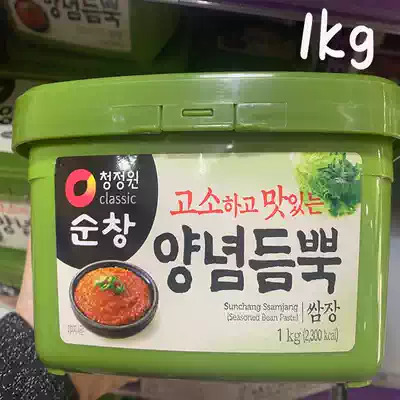 1kg
청정원
classic
순창
고소하고 맛있는
양념듬뿍
Sunchang Ssamjang
(Seasoned Bean Paste)
쌈장
1 kg (2,300 kcal)